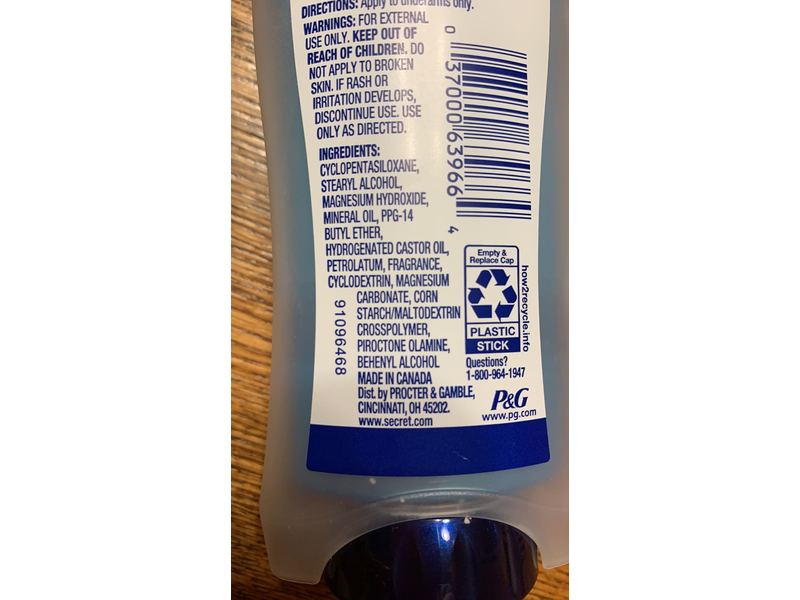 DIRECTIONS: Apply to underarms only.
WARNINGS: FOR EXTERNAL
USE ONLY. KEEP OUT OF
REACH OF CHILDREN. DO
NOT APPLY TO BROKEN
SKIN. IF RASH OR
IRRITATION DEVELOPS,
DISCONTINUE USE. USE
ONLY AS DIRECTED.
INGREDIENTS:
CYCLOPENTASILOXANE,
STEARYL ALCOHOL,
MAGNESIUM HYDROXIDE,
MINERAL OIL, PPG-14
BUTYL ETHER,
HYDROGENATED CASTOR OIL,
PETROLATUM, FRAGRANCE,
CYCLODEXTRIN, MAGNESIUM
CARBONATE, CORN
STARCH/MALTODEXTRIN
CROSSPOLYMER,
PIROCTONE OLAMINE,
BEHENYL ALCOHOL
MADE IN CANADA
Dist. by PROCTER & GAMBLE,
CINCINNATI, OH 45202.
www.secret.com
91096468
0 37000 63966 4
Empty &
Replace Cap
PLASTIC
STICK
how2recycle.info
Questions?
1-800-964-1947
P&G
www.pg.com